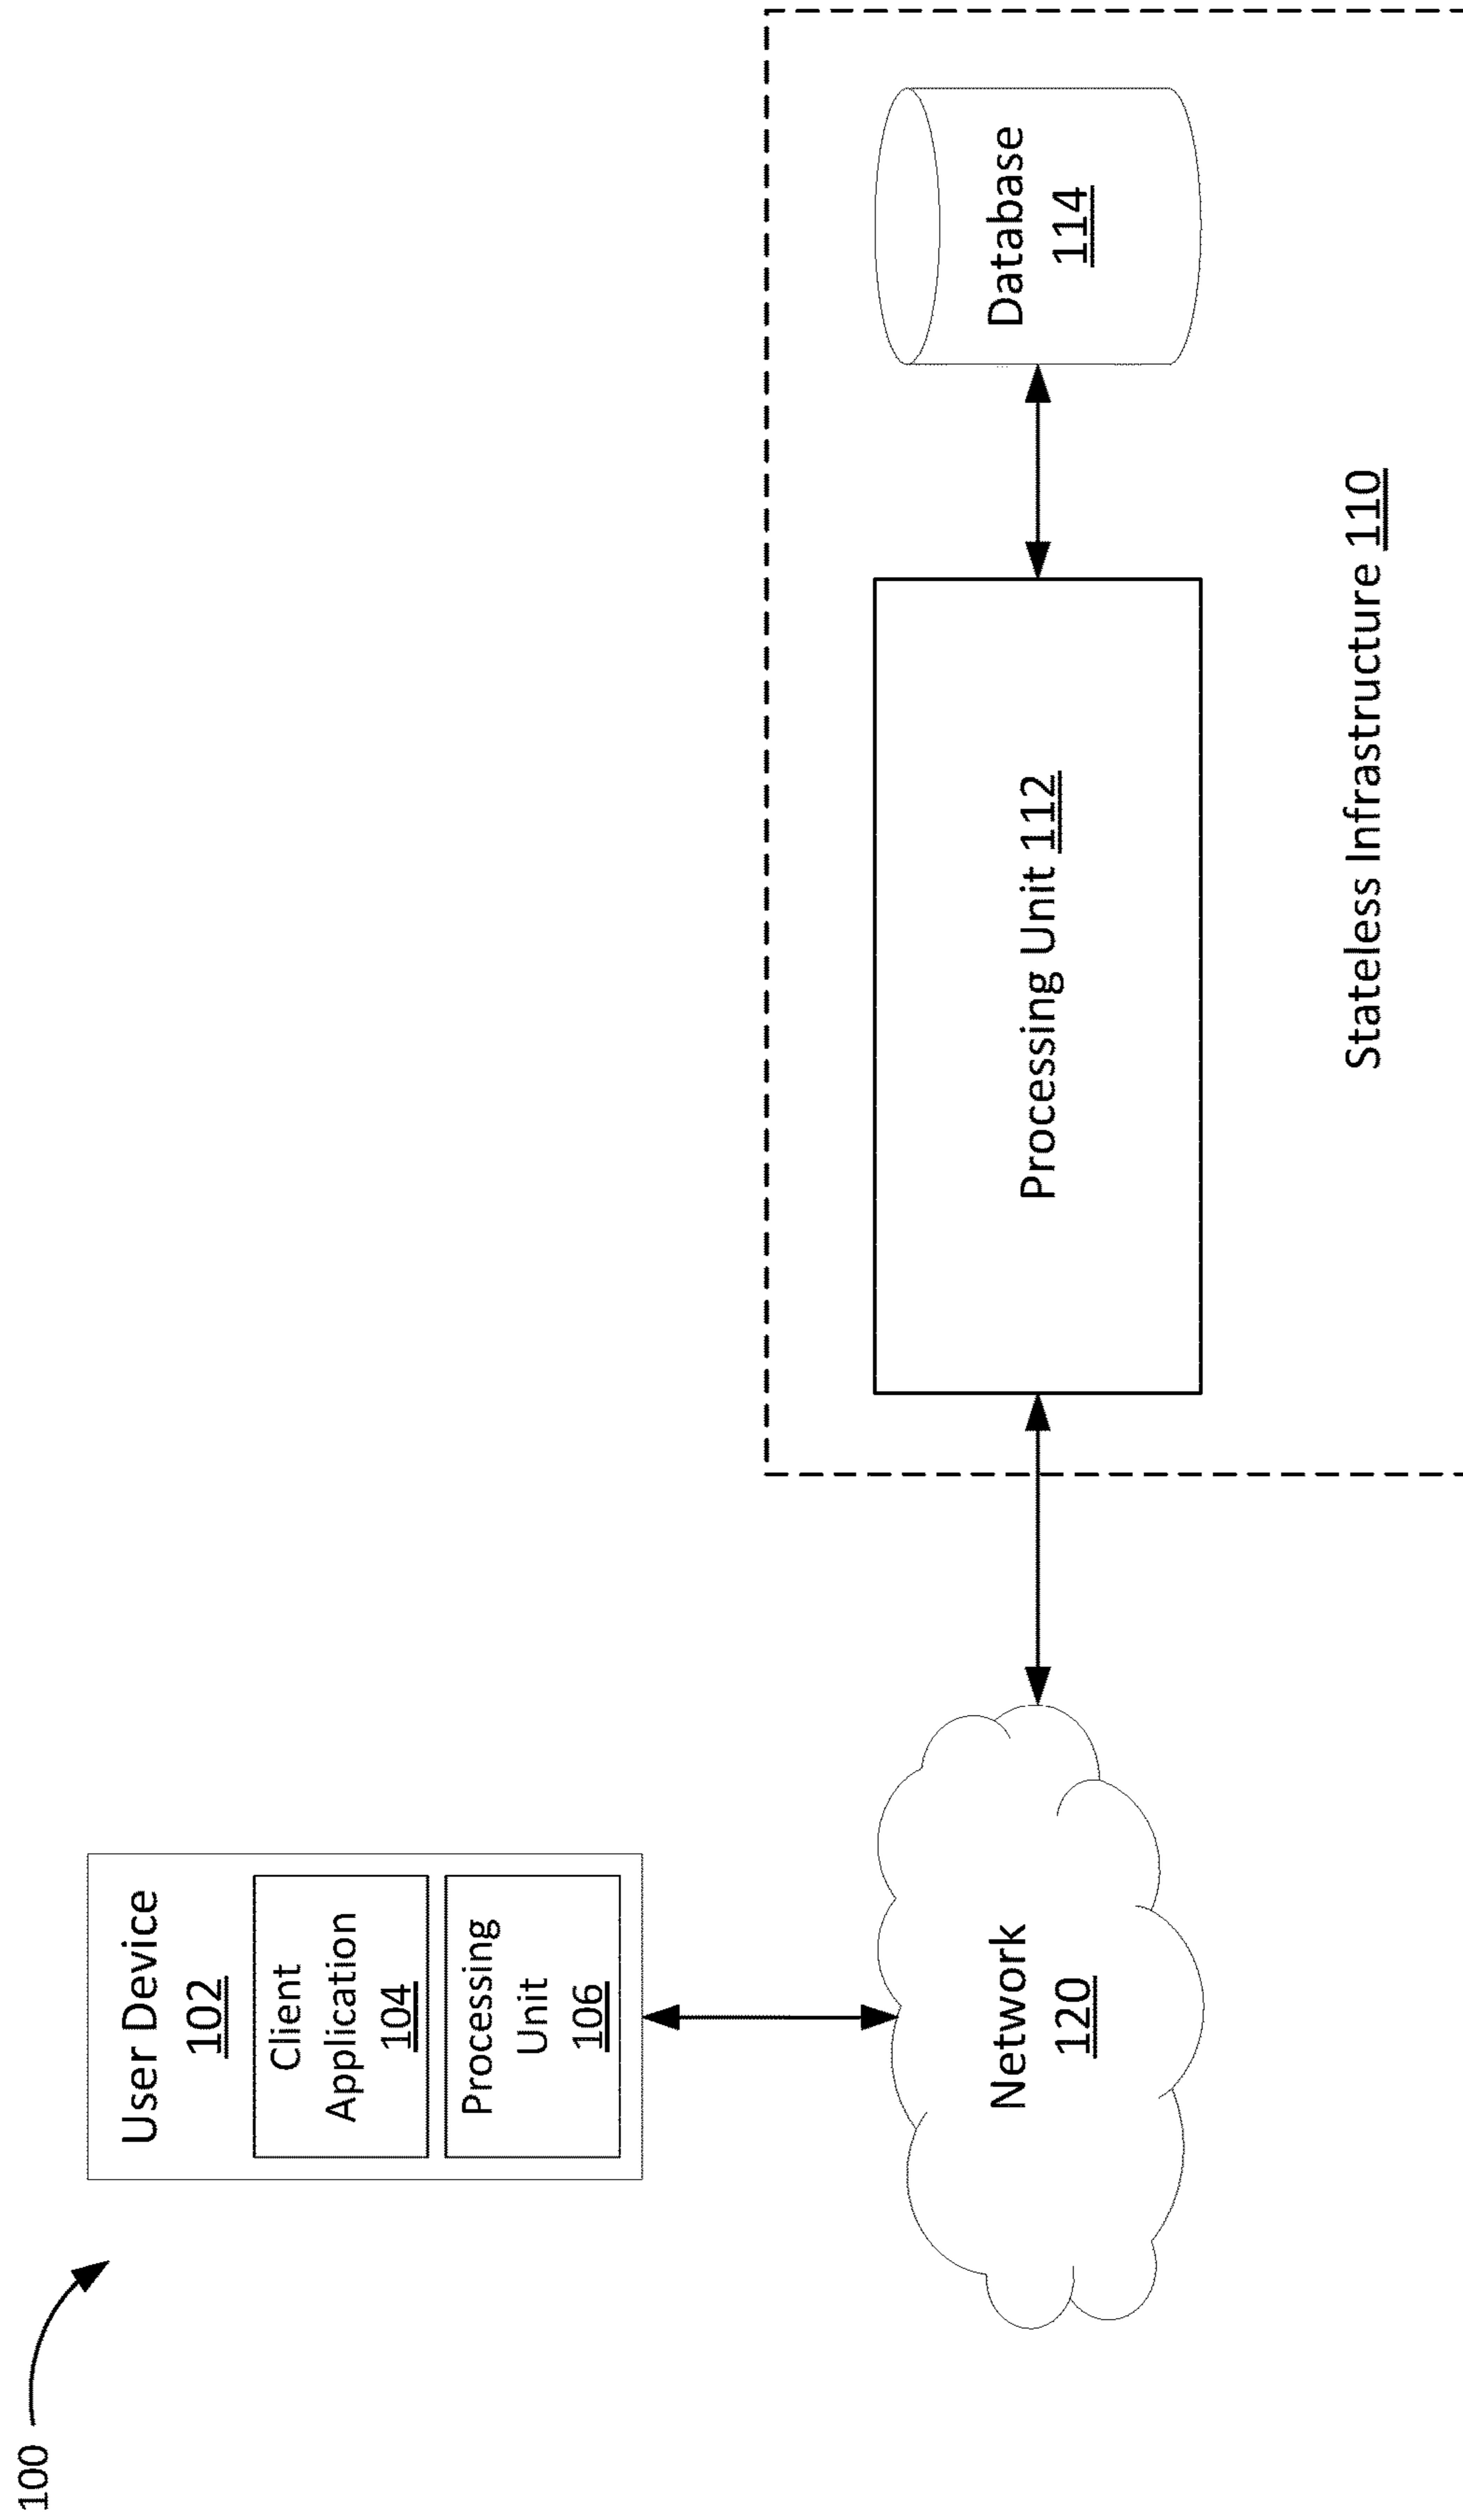 100
User Device
102
Client
Application
104
Processing
Unit
106
Network
120
Processing Unit 112
Database
114
Stateless Infrastructure 110